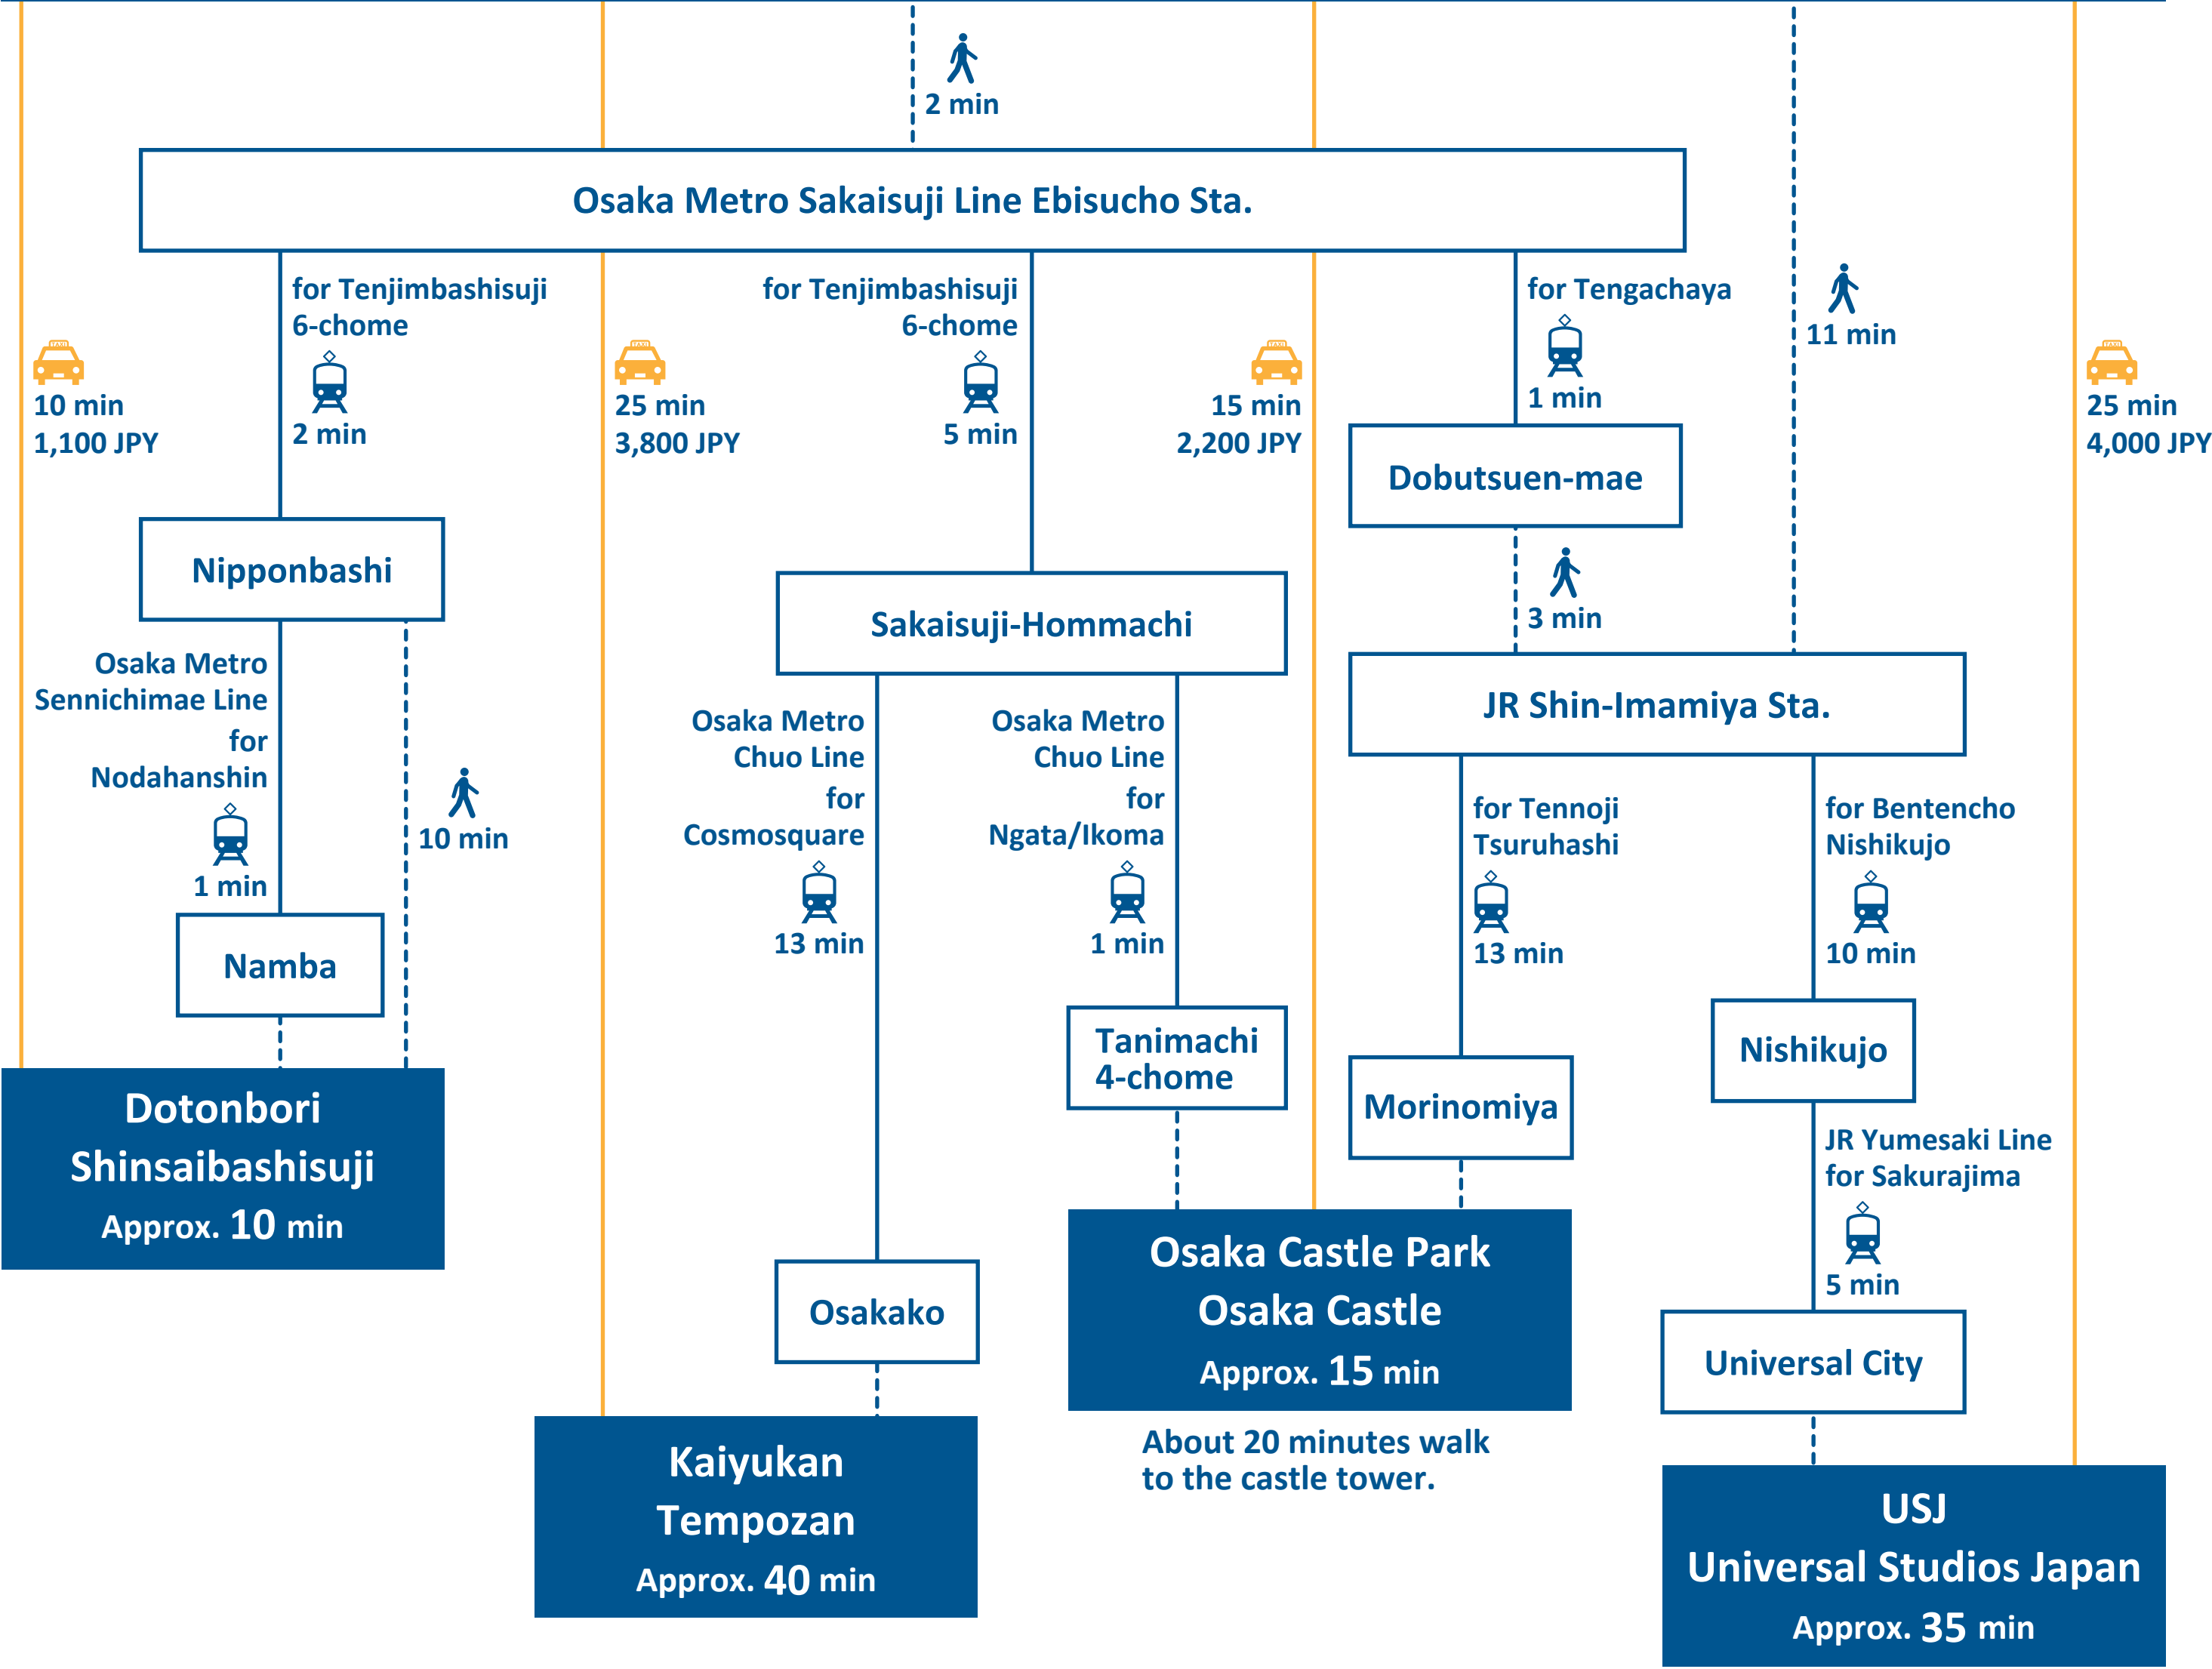 2 min
Osaka Metro Sakaisuji Line Ebisucho Sta.
for Tenjimbashisuji
6-chome
2 min
for Tenjimbashisuji
6-chome
5 min
for Tengachaya
1 min
11 min
TAXI
10 min
1,100 JPY
TAXI
25 min
3,800 JPY
TAXI
15 min
2,200 JPY
TAXI
25 min
4,000 JPY
Dobutsuen-mae
Nipponbashi
3 min
Sakaisuji-Hommachi
JR Shin-Imamiya Sta.
Osaka Metro
Sennichimae Line
for
Nodahanshin
1 min
10 min
Osaka Metro
Chuo Line
for
Cosmosquare
13 min
Osaka Metro
Chuo Line
for
Ngata/Ikoma
1 min
for Tennoji
Tsuruhashi
13 min
for Bentencho
Nishikujo
10 min
Namba
Tanimachi
4-chome
Morinomiya
Nishikujo
Dotonbori
Shinsaibashisuji
Approx. 10 min
JR Yumesaki Line
for Sakurajima
5 min
Osakako
Osaka Castle Park
Osaka Castle
Approx. 15 min
Universal City
About 20 minutes walk
to the castle tower.
Kaiyukan
Tempozan
Approx. 40 min
USJ
Universal Studios Japan
Approx. 35 min